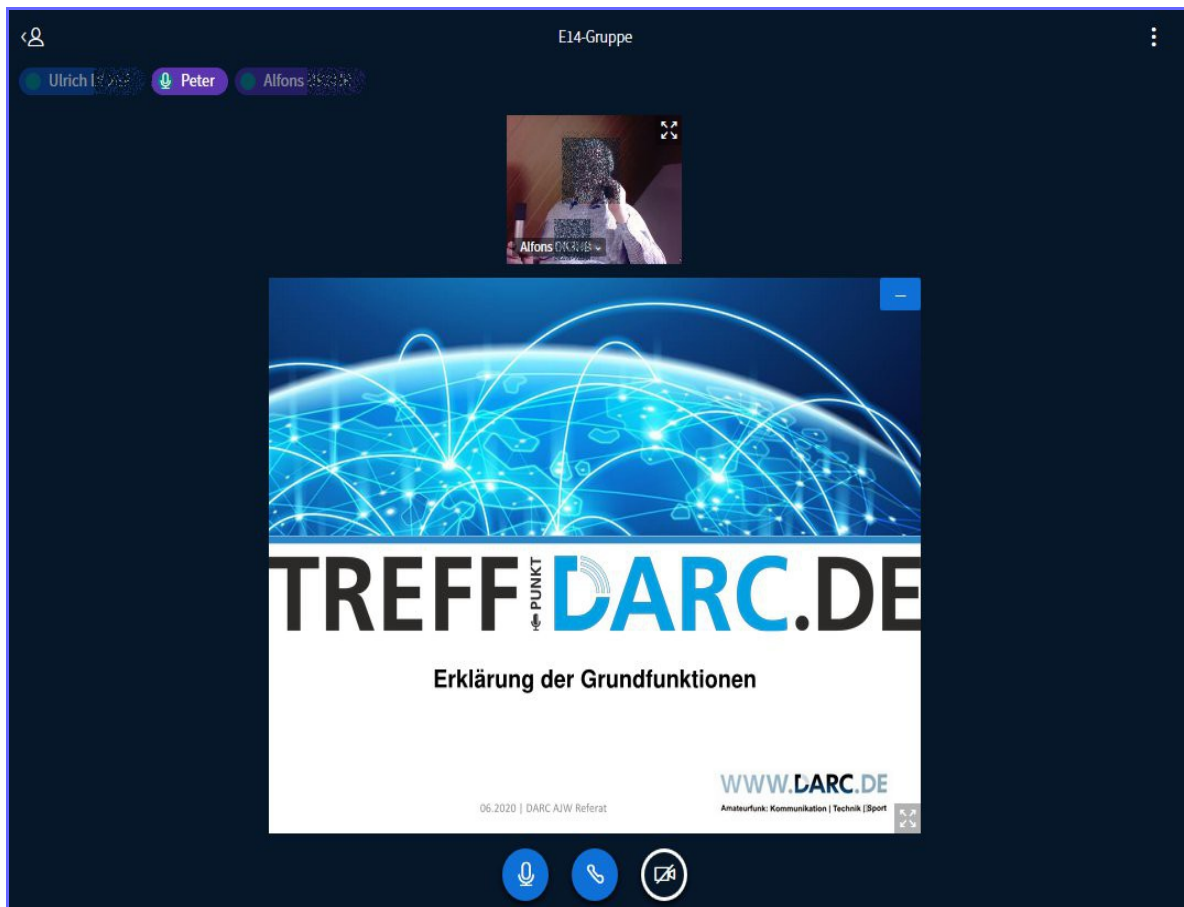 E14-Gruppe
Ulrich
Peter
Alfons
Alfons
TREFF PUNKT DARC.DE
Erklärung der Grundfunktionen
WWW.DARC.DE
06.2020 | DARC AJW Referat
Amateurfunk: Kommunikation | Technik | Sport